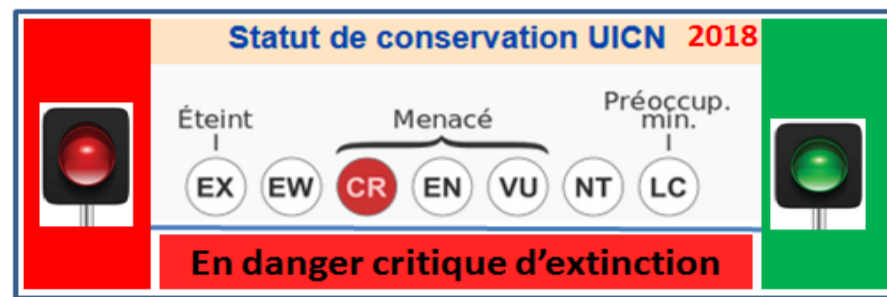 Statut de conservation UICN 2018
Éteint Menacé Préoccup. min.
EX EW CR EN VU NT LC
En danger critique d'extinction